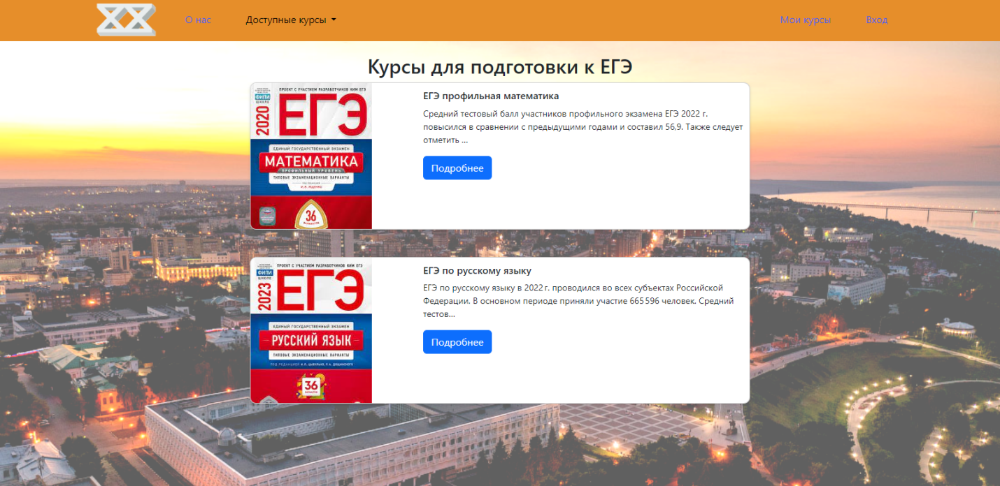 XX
О нас
Доступные курсы
Мои курсы
Вход
Курсы для подготовки к ЕГЭ
ПРОЕКТ С УЧАСТИЕМ РАЗРАБОТЧИКОВ КИМ ЕГЭ
ФИПИ
ШКОЛЕ
2020
ЕГЭ
ЕДИНЫЙ ГОСУДАРСТВЕННЫЙ ЭКЗАМЕН
МАТЕМАТИКА
ПРОФИЛЬНЫЙ УРОВЕНЬ
ТИПОВЫЕ ЭКЗАМЕНАЦИОННЫЕ ВАРИАНТЫ
ПОД РЕДАКЦИЕЙ
И. В. ЯЩЕНКО
36
ВАРИАНТОВ
ЕГЭ профильная математика
Средний тестовый балл участников профильного экзамена ЕГЭ 2022 г.
повысился в сравнении с предыдущими годами и составил 56,9. Также следует
отметить ...
Подробнее
ПРОЕКТ С УЧАСТИЕМ РАЗРАБОТЧИКОВ КИМ ЕГЭ
ФИПИ
ШКОЛЕ
2023
ЕГЭ
ЕДИНЫЙ ГОСУДАРСТВЕННЫЙ ЭКЗАМЕН
РУССКИЙ ЯЗЫК
ТИПОВЫЕ ЭКЗАМЕНАЦИОННЫЕ ВАРИАНТЫ
ПОД РЕДАКЦИЕЙ И. П. ЦЫБУЛЬКО, Р. А. ДОЩИНСКОГО
36
ВАРИАНТОВ
ЕГЭ по русскому языку
ЕГЭ по русскому языку в 2022 г. проводился во всех субъектах Российской
Федерации. В основном периоде приняли участие 665 596 человек. Средний
тестов...
Подробнее